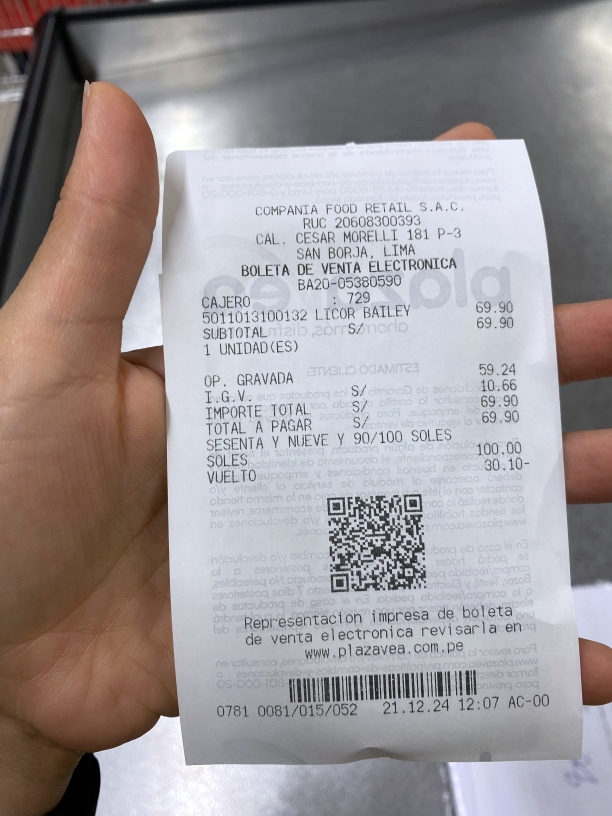 COMPANIA FOOD RETAIL S.A.C.
RUC 20608300393
CAL. CESAR MORELLI 181 P-3
SAN BORJA, LIMA
BOLETA DE VENTA ELECTRONICA
BA20-05380590
CAJERO : 729
5011013100132 LICOR BAILEY 69.90
SUBTOTAL S/ 69.90
1 UNIDAD(ES)
OP. GRAVADA 59.24
I.G.V. S/ 10.66
IMPORTE TOTAL S/ 69.90
TOTAL A PAGAR S/ 69.90
SESENTA Y NUEVE Y 90/100 SOLES
SOLES 100.00
VUELTO 30.10-
Representacion impresa de boleta
de venta electronica revisarla en
www.plazavea.com.pe
0781 0081/015/052 21.12.24 12:07 AC-00